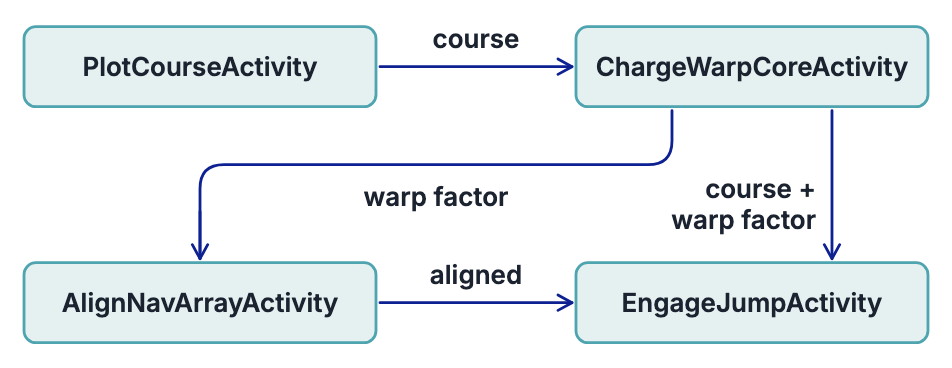 PlotCourseActivity
course
ChargeWarpCoreActivity
warp factor
course +
warp factor
AlignNavArrayActivity
aligned
EngageJumpActivity